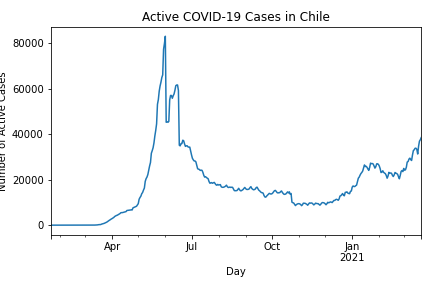 Active COVID-19 Cases in Chile
80000
60000
40000
20000
0
Number of Active Cases
Apr
Jul
Oct
Jan
2021
Day